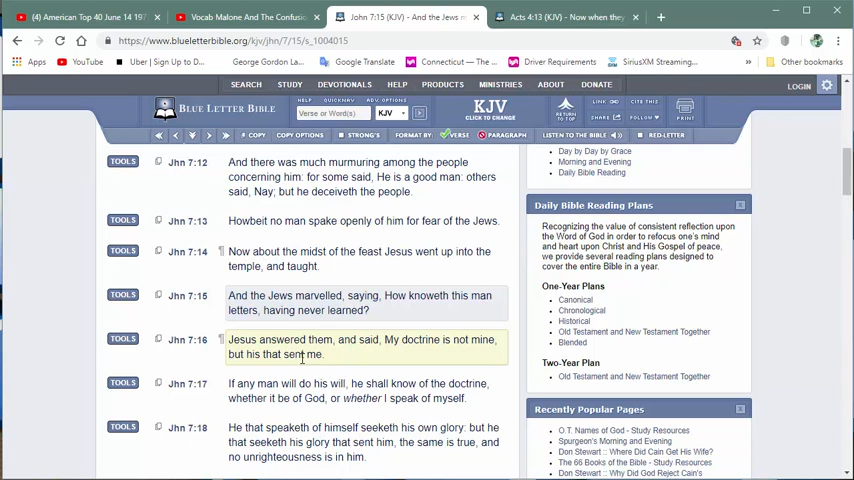 (4) American 40 June 14 197
Vocab Malone And The Confusio
John 7:15 (KJV) - And the Jews m
Acts 4:13 (KJV) - Now when they
https://www.blueletterbible.org/kjv/jhn/7/15/s_1004015
Apps
YouTube
Uber | Sign Up to D...
George Gordon La...
Google Translate
Connecticut — The...
Driver Requirements
SiriusXM Streaming...
»
Other bookmarks
SEARCH STUDY DEVOTIONALS HELP PRODUCTS MINISTRIES ABOUT DONATE
LOGIN
BLUE LETTER BIBLE
HELP QUICKNAV ADV. OPTIONS
Verse or Word(s) KJV
KJV
CLICK TO CHANGE
RETURN
TO TOP
LINK
SHARE
CITE THIS
FOLLOW
PRINT
COPY COPY OPTIONS STRONG'S FORMAT BY VERSE PARAGRAPH LISTEN TO THE BIBLE RED-LETTER
TOOLS Jhn 7:12 And there was much murmuring among the people
concerning him: for some said, He is a good man: others
said, Nay; but he deceiveth the people.
TOOLS Jhn 7:13 Howbeit no man spake openly of him for fear of the Jews.
TOOLS Jhn 7:14 ¶ Now about the midst of the feast Jesus went up into the
temple, and taught.
TOOLS Jhn 7:15 And the Jews marvelled, saying, How knoweth this man
letters, having never learned?
TOOLS Jhn 7:16 ¶ Jesus answered them, and said, My doctrine is not mine,
but his that sent me.
TOOLS Jhn 7:17 If any man will do his will, he shall know of the doctrine,
whether it be of God, or whether I speak of myself.
TOOLS Jhn 7:18 He that speaketh of himself seeketh his own glory: but he
that seeketh his glory that sent him, the same is true, and
no unrighteousness is in him.
Day by Day by Grace
Morning and Evening
Daily Bible Reading
Daily Bible Reading Plans
Recognizing the value of consistent reflection upon
the Word of God in order to refocus one's mind
and heart upon Christ and His Gospel of peace,
we provide several reading plans designed to
cover the entire Bible in a year.
One-Year Plans
Canonical
Chronological
Historical
Old Testament and New Testament Together
Blended
Two-Year Plan
Old Testament and New Testament Together
Recently Popular Pages
O.T. Names of God - Study Resources
Spurgeon's Morning and Evening
Don Stewart :: Where Did Cain Get His Wife?
The 66 Books of the Bible - Study Resources
Don Stewart :: Why Did God Reject Cain's